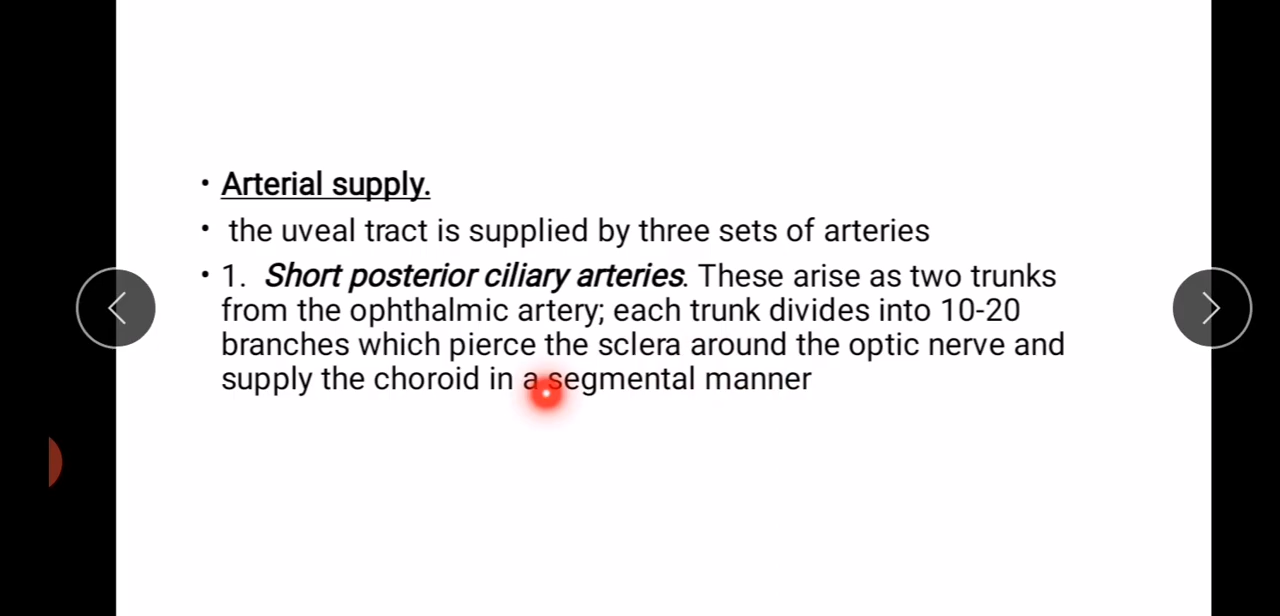 • Arterial supply.
• the uveal tract is supplied by three sets of arteries
• 1. Short posterior ciliary arteries. These arise as two trunks
from the ophthalmic artery; each trunk divides into 10-20
branches which pierce the sclera around the optic nerve and
supply the choroid in a segmental manner